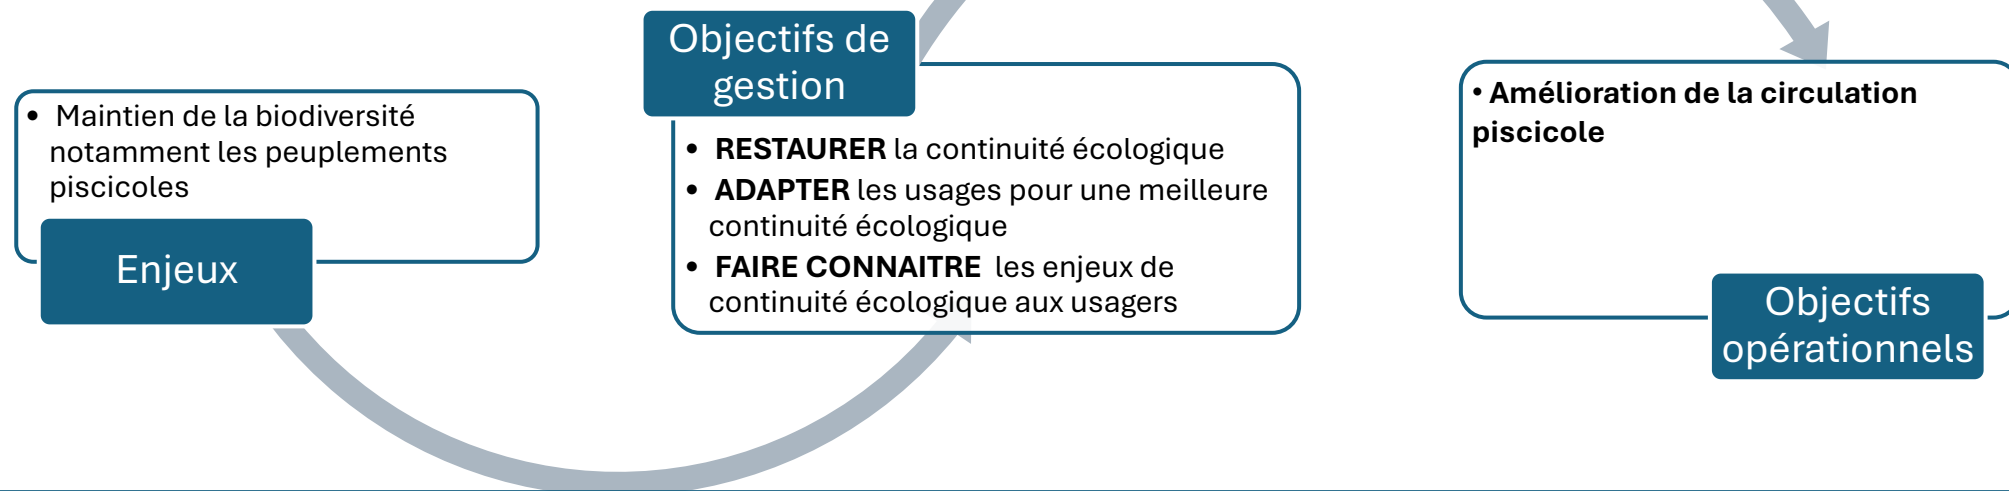 • Maintien de la biodiversité
notamment les peuplements
piscicoles
Enjeux
Objectifs de
gestion
• RESTAURER la continuité écologique
• ADAPTER les usages pour une meilleure
continuité écologique
• FAIRE CONNAITRE les enjeux de
continuité écologique aux usagers
• Amélioration de la circulation
piscicole
Objectifs
opérationnels